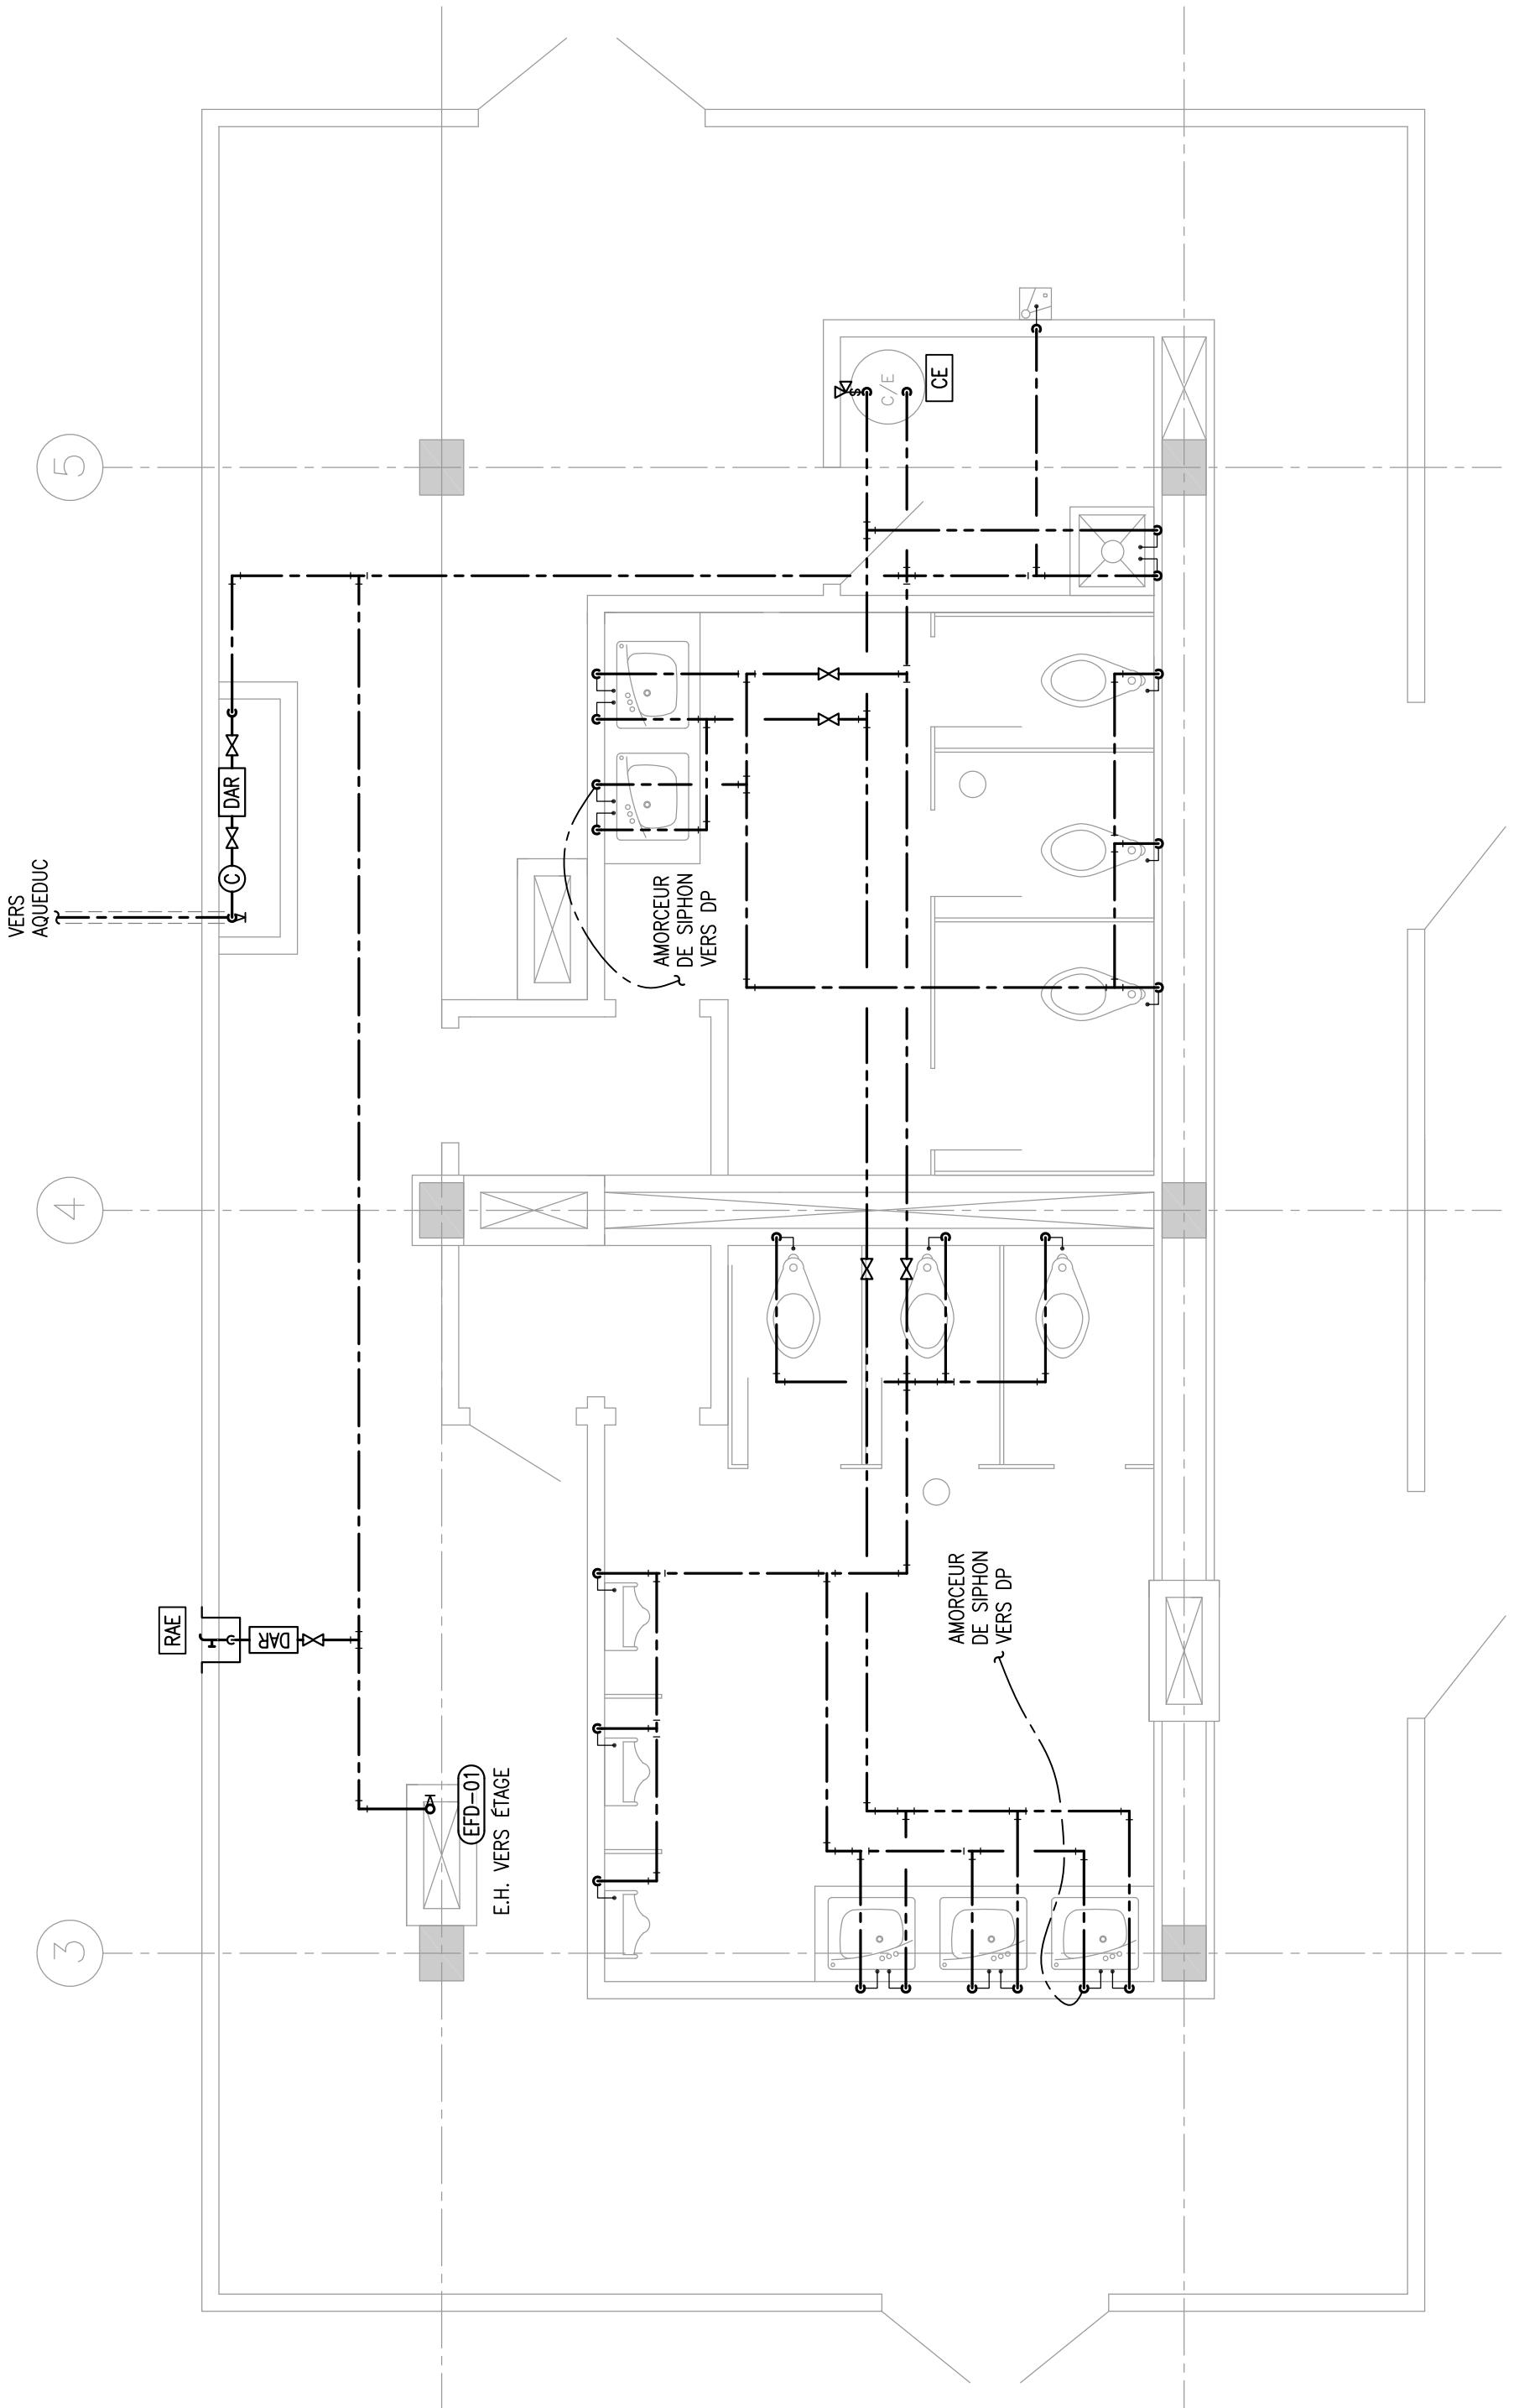 VERS
AQUEDUC
5
4
3
C
DAR
C/E
CE
AMORCEUR
DE SIPHON
VERS DP
RAE
DAR
EFD-01
E.H. VERS ÉTAGE
AMORCEUR
DE SIPHON
VERS DP
S